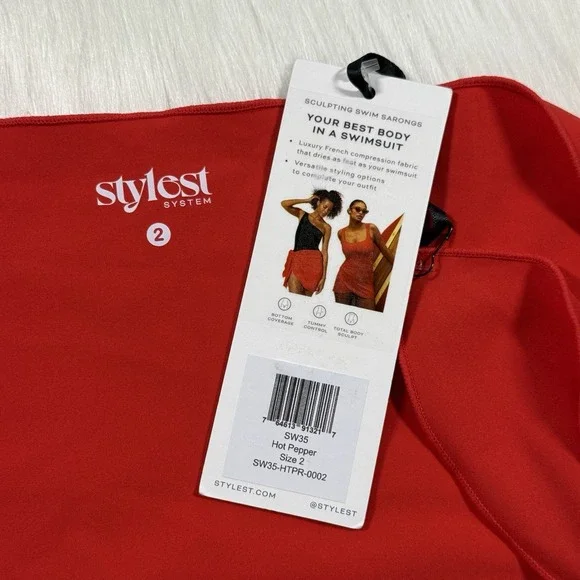 stylest
SYSTEM
2
SCULPTING SWIM SARONGS
YOUR BEST BODY
IN A SWIMSUIT
• Luxury French compression fabric
that dries as fast as your swimsuit
• Versatile styling options
to complete your outfit
BOTTOM
COVERAGE
TUMMY
CONTROL
TOTAL BODY
SCULPT
7 64613 91321 7
SW35
Hot Pepper
Size 2
SW35-HTPR-0002
STYLEST.COM
@STYLEST